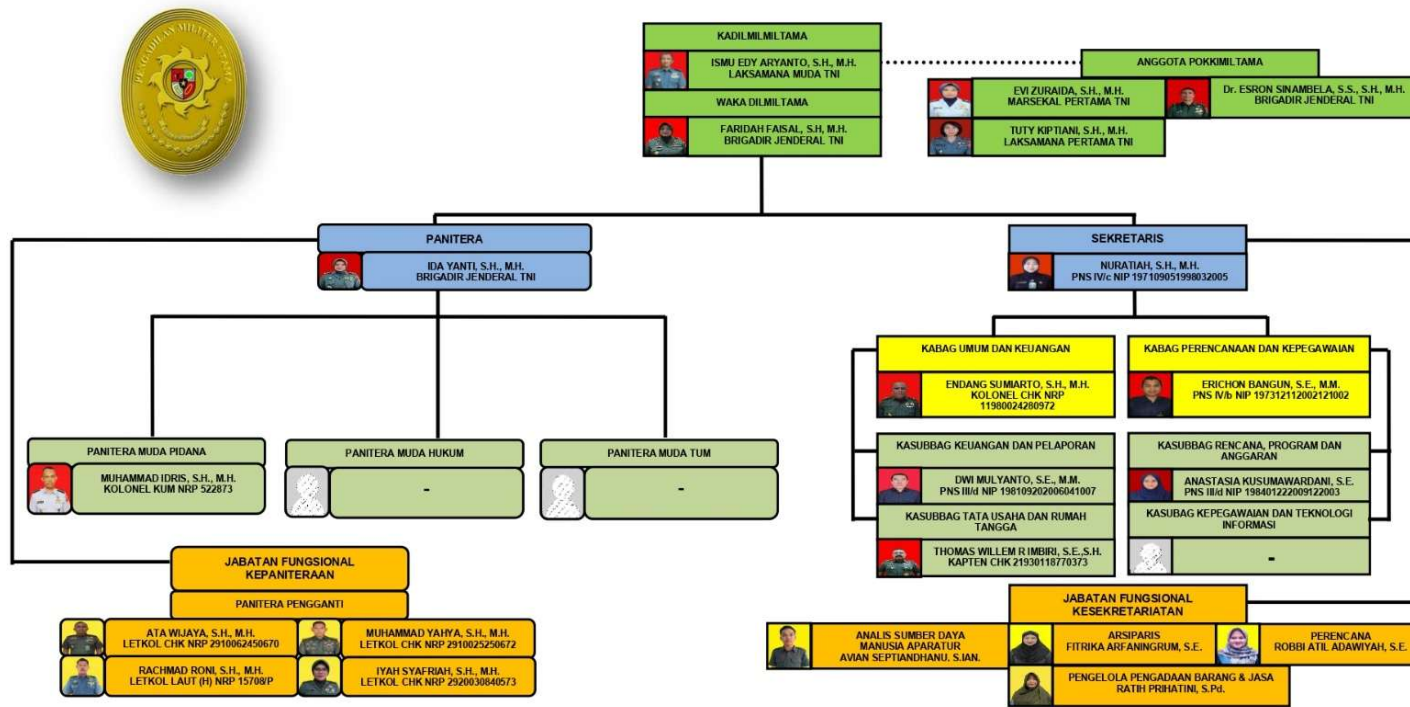 PENGADILAN MILITER UTAMA
KADILMILMILTAMA
ISMU EDY ARYANTO, S.H., M.H.
LAKSAMANA MUDA TNI
WAKA DILMILTAMA
FARIDAH FAISAL, S.H, M.H.
BRIGADIR JENDERAL TNI
ANGGOTA POKKIMILTAMA
EVI ZURAIDA, S.H., M.H.
MARSEKAL PERTAMA TNI
Dr. ESRON SINAMBELA, S.S., S.H., M.H.
BRIGADIR JENDERAL TNI
TUTY KIPTIANI, S.H., M.H.
LAKSAMANA PERTAMA TNI
PANITERA
IDA YANTI, S.H., M.H.
BRIGADIR JENDERAL TNI
SEKRETARIS
NURATIAH, S.H., M.H.
PNS IV/c NIP 197109051998032005
PANITERA MUDA PIDANA
MUHAMMAD IDRIS, S.H., M.H.
KOLONEL KUM NRP 522873
PANITERA MUDA HUKUM
-
PANITERA MUDA TUM
-
KABAG UMUM DAN KEUANGAN
ENDANG SUMIARTO, S.H., M.H.
KOLONEL CHK NRP
11980024280972
KABAG PERENCANAAN DAN KEPEGAWAIAN
ERICHON BANGUN, S.E., M.M.
PNS IV/b NIP 197312112002121002
KASUBBAG KEUANGAN DAN PELAPORAN
DWI MULYANTO, S.E., M.M.
PNS III/d NIP 198109202006041007
KASUBBAG TATA USAHA DAN RUMAH
TANGGA
THOMAS WILLEM R IMBIRI, S.E.,S.H.
KAPTEN CHK 21930118770373
KASUBBAG RENCANA, PROGRAM DAN
ANGGARAN
ANASTASIA KUSUMAWARDANI, S.E.
PNS III/d NIP 198401222009122003
KASUBAG KEPEGAWAIAN DAN TEKNOLOGI
INFORMASI
-
JABATAN FUNGSIONAL
KEPANITERAAN
PANITERA PENGGANTI
ATA WIJAYA, S.H., M.H.
LETKOL CHK NRP 2910062450670
MUHAMMAD YAHYA, S.H., M.H.
LETKOL CHK NRP 2910025250672
RACHMAD RONI, S.H., M.H.
LETKOL LAUT (H) NRP 15708/P
IYAH SYAFRIAH, S.H., M.H.
LETKOL CHK NRP 2920030840573
JABATAN FUNGSIONAL
KESEKRETARIATAN
ANALIS SUMBER DAYA
MANUSIA APARATUR
AVIAN SEPTIANDHANU. S.IAN.
ARSIPARIS
FITRIKA ARFANINGRUM, S.E.
PERENCANA
ROBBI ATIL ADAWIYAH, S.E.
PENGELOLA PENGADAAN BARANG & JASA
RATIH PRIHATINI, S.Pd.